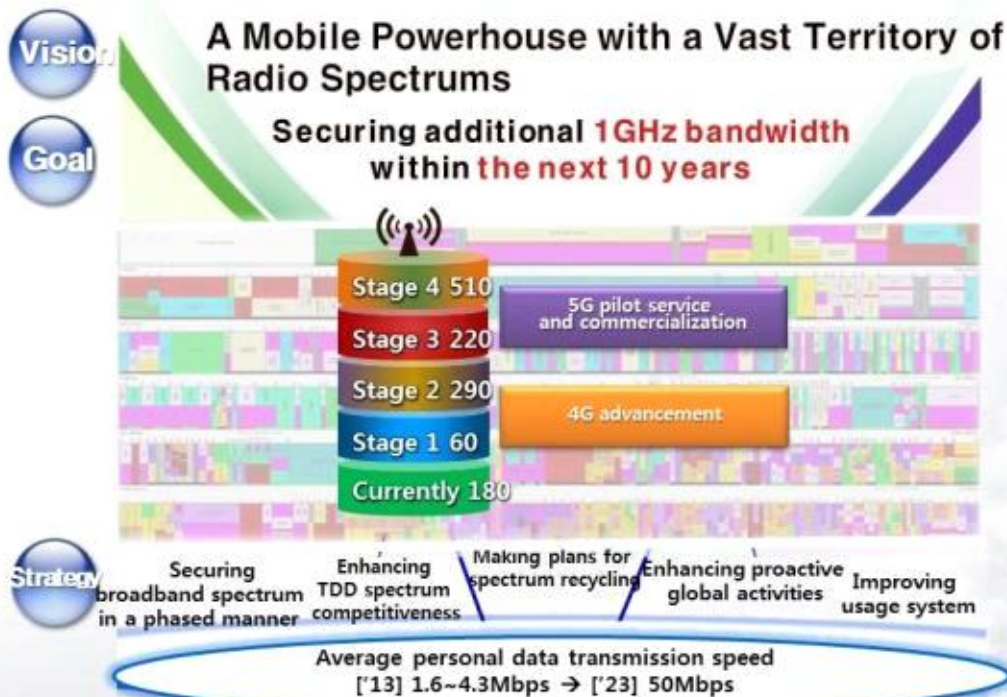 Vision
A Mobile Powerhouse with a Vast Territory of
Radio Spectrums
Goal
Securing additional 1GHz bandwidth
within the next 10 years
Stage 4 510
Stage 3 220
Stage 2 290
Stage 1 60
Currently 180
5G pilot service
and commercialization
4G advancement
Strategy
Securing
broadband spectrum
in a phased manner
Enhancing
TDD spectrum
competitiveness
Making plans for
spectrum recycling
Enhancing proactive
global activities
Improving
usage system
Average personal data transmission speed
['13] 1.6~4.3Mbps → ['23] 50Mbps